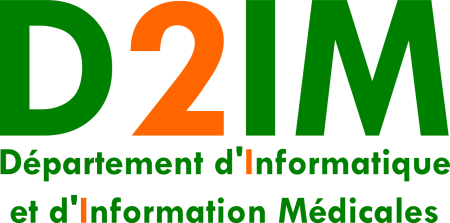 D2IM
Département d'Informatique
et d'Information Médicales